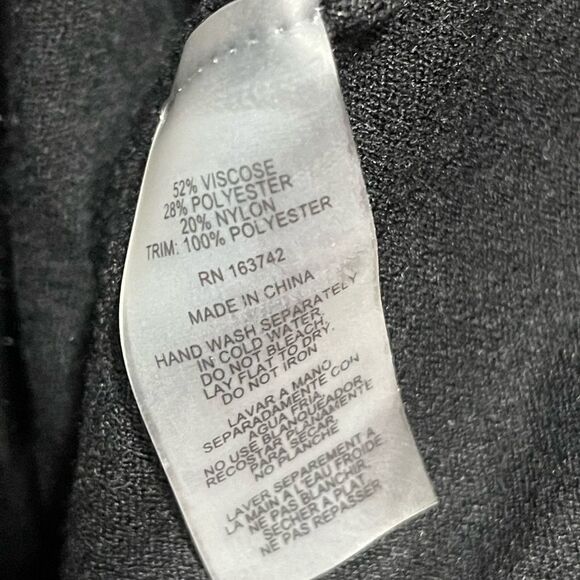 52% VISCOSE
28% POLYESTER
20% NYLON
TRIM: 100% POLYESTER
RN 163742
MADE IN CHINA
HAND WASH SEPARATELY
IN COLD WATER.
DO NOT BLEACH.
LAY FLAT TO DRY.
DO NOT IRON
LAVAR A MANO
SEPARADAMENTE CON
AGUA FRIA
NO USE BLANQUEADOR
RECOSTER PLANAMENTE
PARA SECAR.
NO PLANCHE
LAVER SEPAREMENT A
LA MAIN A L'EAU FROIDE
NE PAS BLANCHIR.
SECHER A PLAT
NE PAS REPASSER